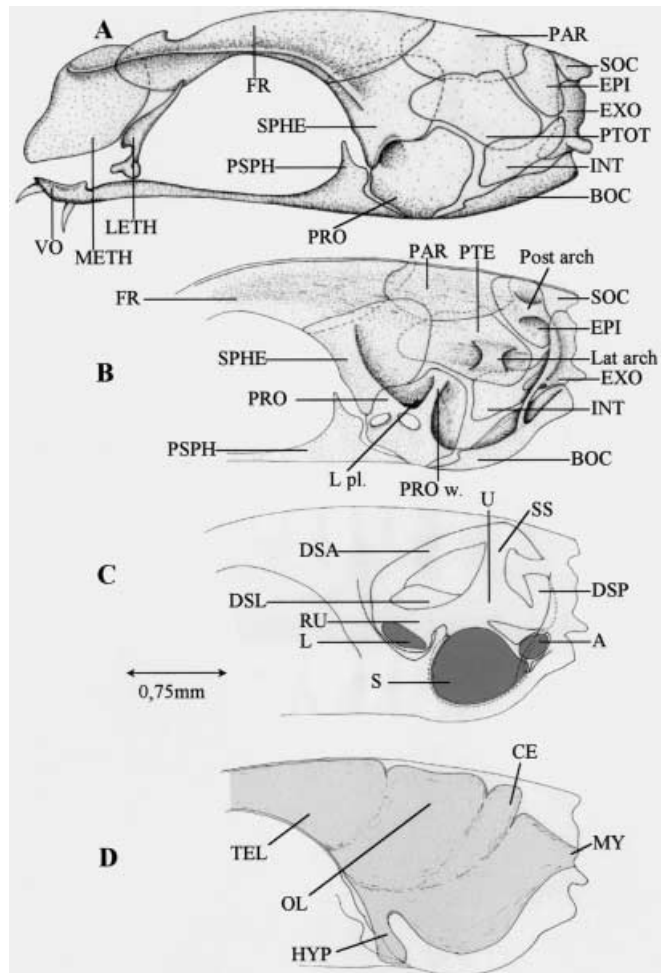 A
PAR
SOC
EPI
FR
EXO
SPHE
PTOT
PSPH
INT
BOC
LETH
PRO
VO
METH
PAR
PTE
Post arch
FR
SOC
EPI
SPHE
Lat arch
B
EXO
PRO
INT
PSPH
BOC
L pl.
PRO w.
U
SS
DSA
C
DSP
DSL
RU
L
A
S
0,75mm
CE
TEL
MY
D
OL
HYP